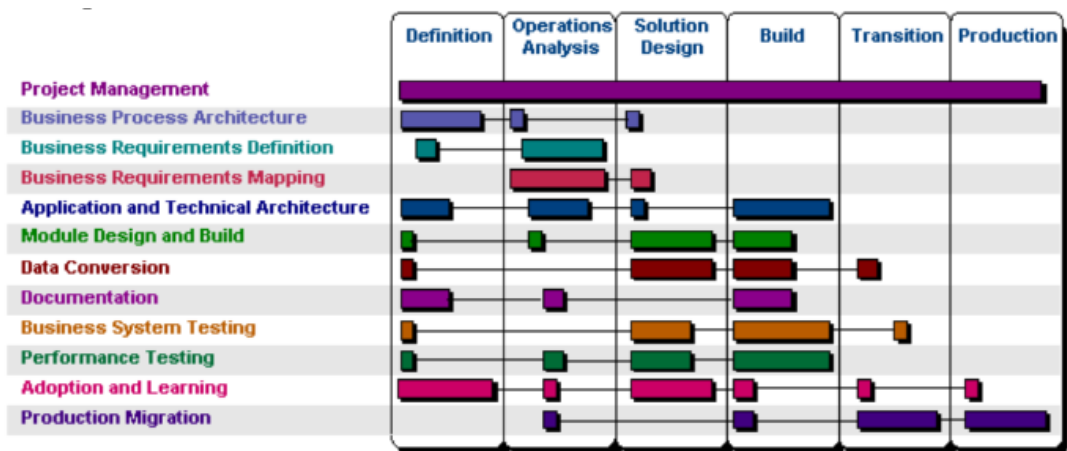 Definition
Operations
Analysis
Solution
Design
Build
Transition
Production
Project Management
Business Process Architecture
Business Requirements Definition
Business Requirements Mapping
Application and Technical Architecture
Module Design and Build
Data Conversion
Documentation
Business System Testing
Performance Testing
Adoption and Learning
Production Migration